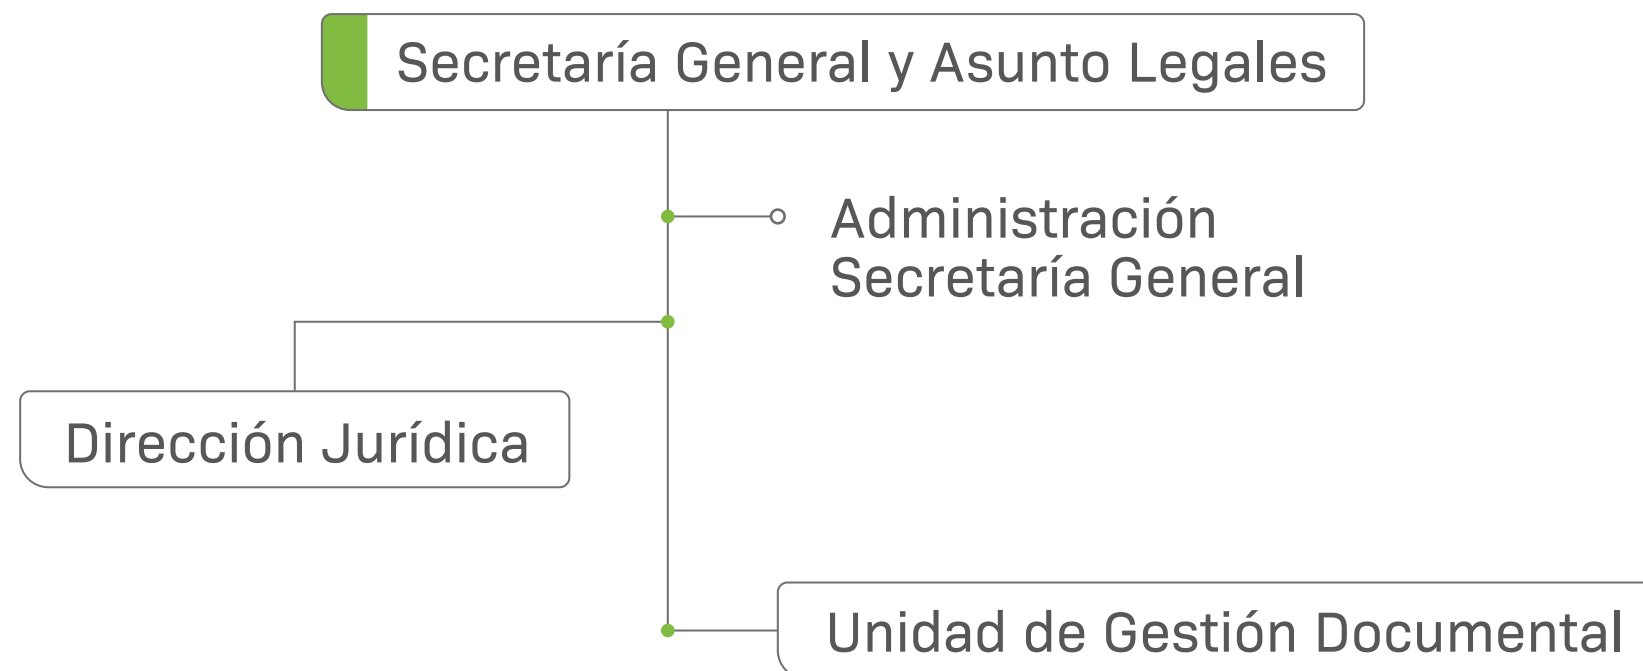 Secretaría General y Asunto Legales
Administración
Secretaría General
Dirección Jurídica
Unidad de Gestión Documental